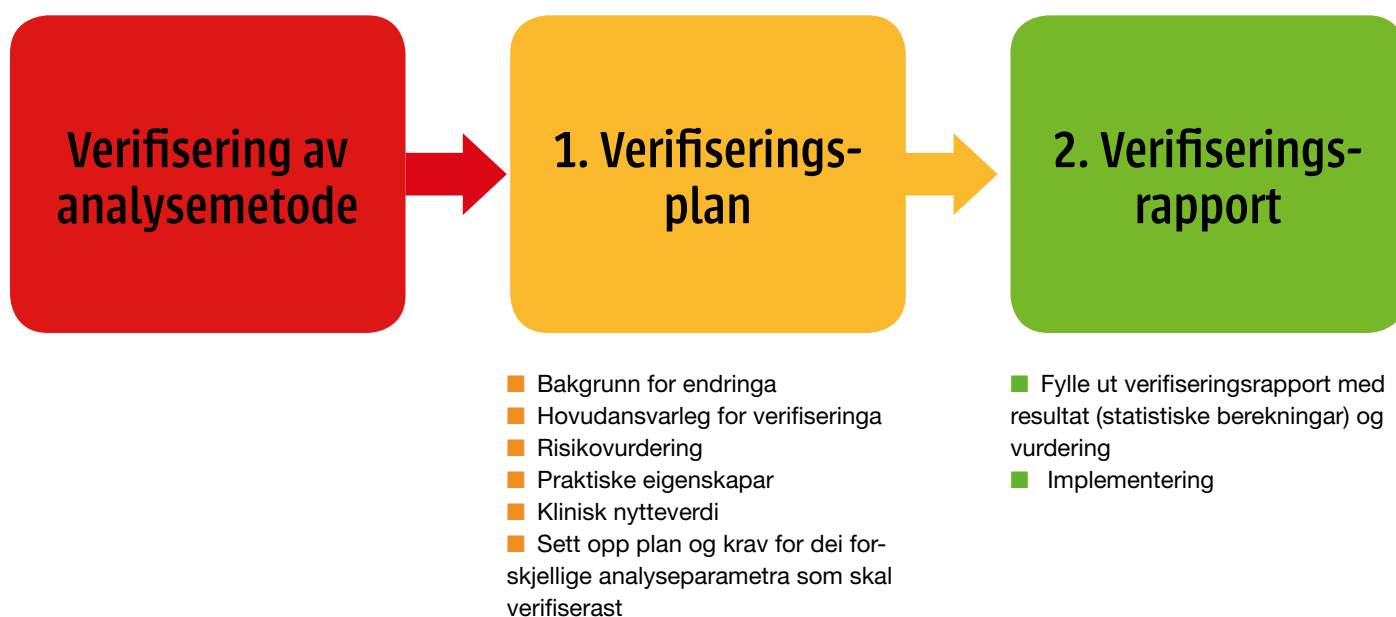 Verifisering av
analysemetode
1. Verifiserings-
plan
2. Verifiserings-
rapport
■ Bakgrunn for endringa
■ Hovudansvarleg for verifiseringa
■ Risikovurdering
■ Praktiske eigenskapar
■ Klinisk nytteverdi
■ Sett opp plan og krav for dei for-
skjellige analyseparametra som skal
verifiserast
■ Fylle ut verifiseringsrapport med
resultat (statistiske berekningar) og
vurdering
■ Implementering